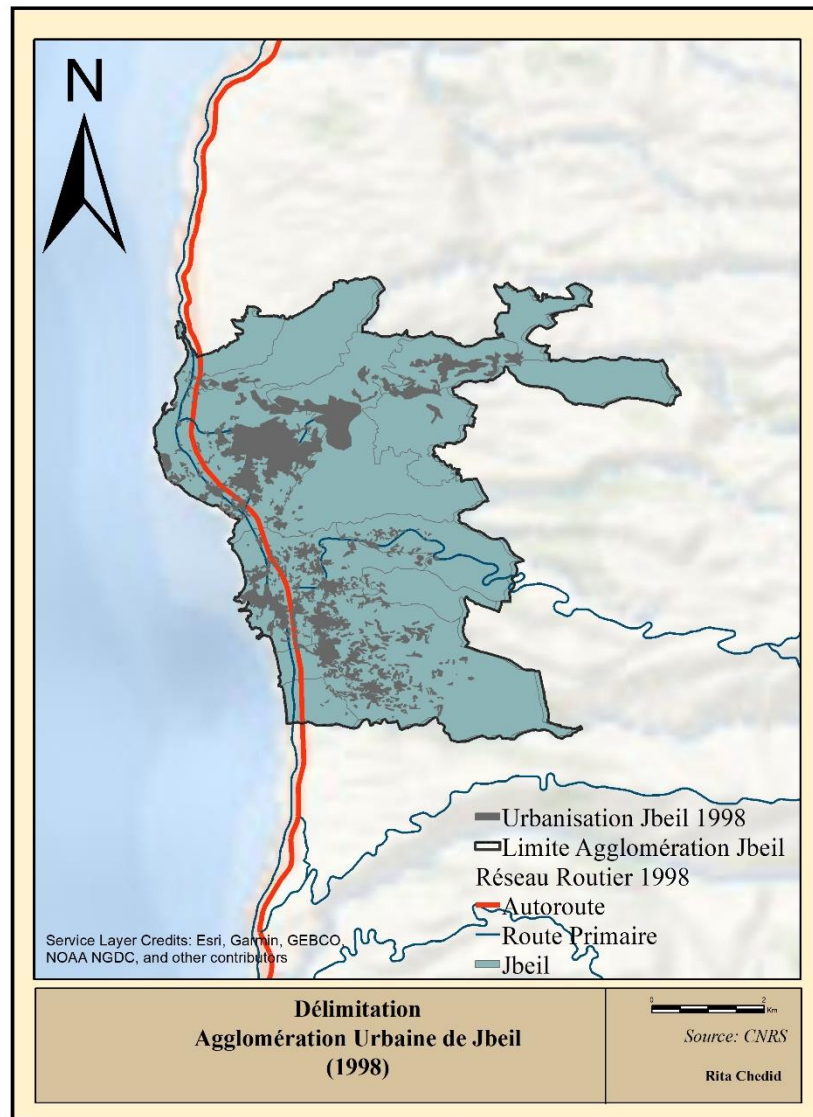 N
Urbanisation Jbeil 1998
Limite Agglomération Jbeil
Réseau Routier 1998
Autoroute
Route Primaire
Jbeil
Service Layer Credits: Esri, Garmin, GEBCO,
NOAA NGDC, and other contributors
Délimitation
Agglomération Urbaine de Jbeil
(1998)
0 2
Km
Source: CNRS
Rita Chedid